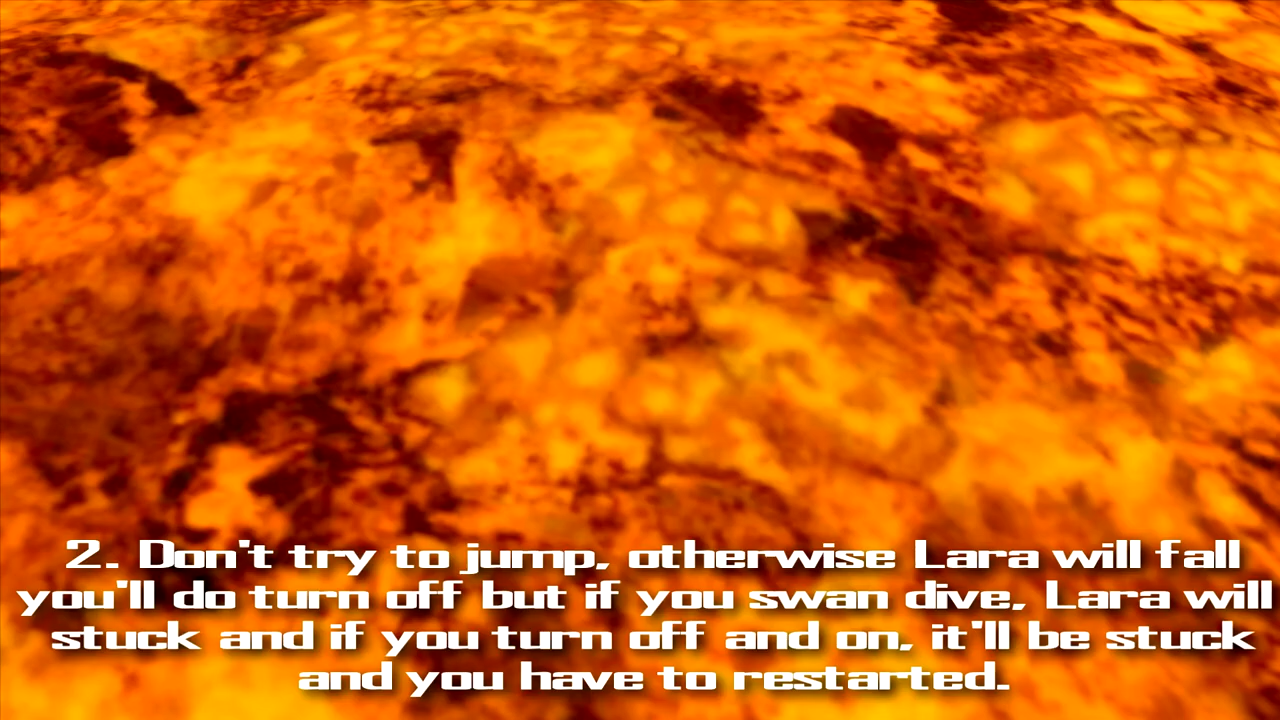 2. Don't try to jump, otherwise Lara will fall
you'll do turn off but if you swan dive, Lara will
stuck and if you turn off and on, it'll be stuck
and you have to restarted.